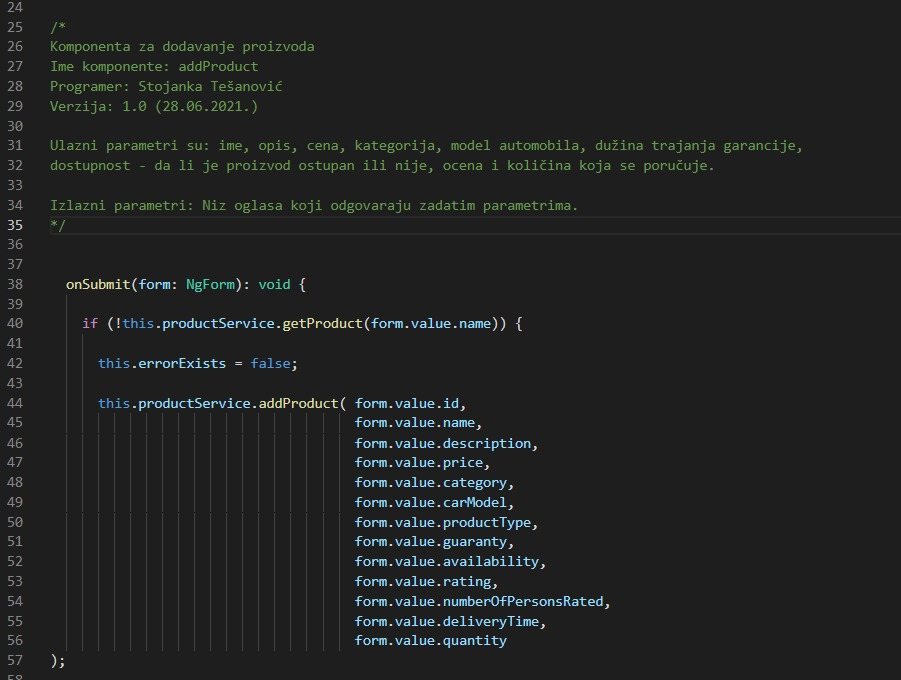 24
25 /*
26 Komponenta za dodavanje proizvoda
27 Ime komponente: addProduct
28 Programer: Stojanka Tešanović
29 Verzija: 1.0 (28.06.2021.)
30
31 Ulazni parametri su: ime, opis, cena, kategorija, model automobila, dužina trajanja garancije,
32 dostupnost - da li je proizvod ostupan ili nije, ocena i količina koja se poručuje.
33
34 Izlazni parametri: Niz oglasa koji odgovaraju zadatim parametrima.
35 */
36
37
38 onSubmit(form: NgForm): void {
39
40 if (!this.productService.getProduct(form.value.name)) {
41
42 this.errorExists = false;
43
44 this.productService.addProduct( form.value.id,
45 form.value.name,
46 form.value.description,
47 form.value.price,
48 form.value.category,
49 form.value.carModel,
50 form.value.productType,
51 form.value.guaranty,
52 form.value.availability,
53 form.value.rating,
54 form.value.numberOfPersonsRated,
55 form.value.deliveryTime,
56 form.value.quantity
57 );
58